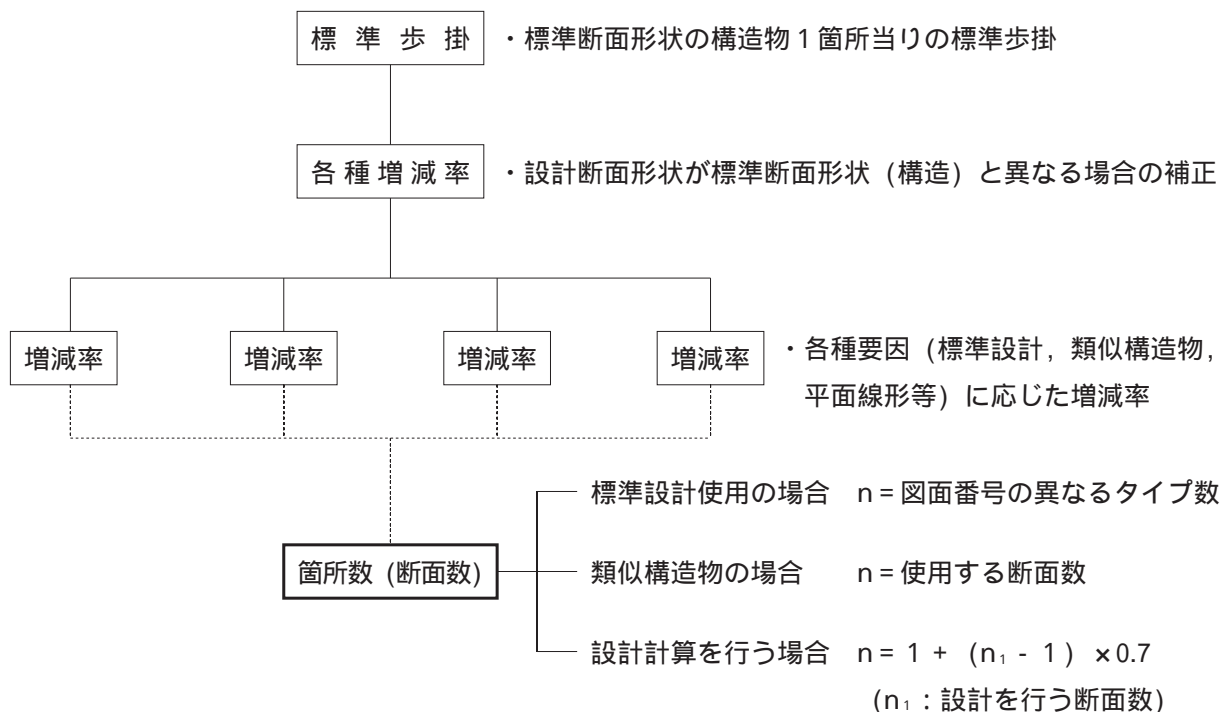 標準歩掛 ・標準断面形状の構造物1箇所当りの標準歩掛
各種増減率 ・設計断面形状が標準断面形状(構造)と異なる場合の補正
増減率 増減率 増減率 増減率 ・各種要因(標準設計，類似構造物，
平面線形等)に応じた増減率
標準設計使用の場合 n=図面番号の異なるタイプ数
箇所数(断面数) 類似構造物の場合 n=使用する断面数
設計計算を行う場合 n= 1 + (n₁ - 1) ×0.7
(n₁：設計を行う断面数)